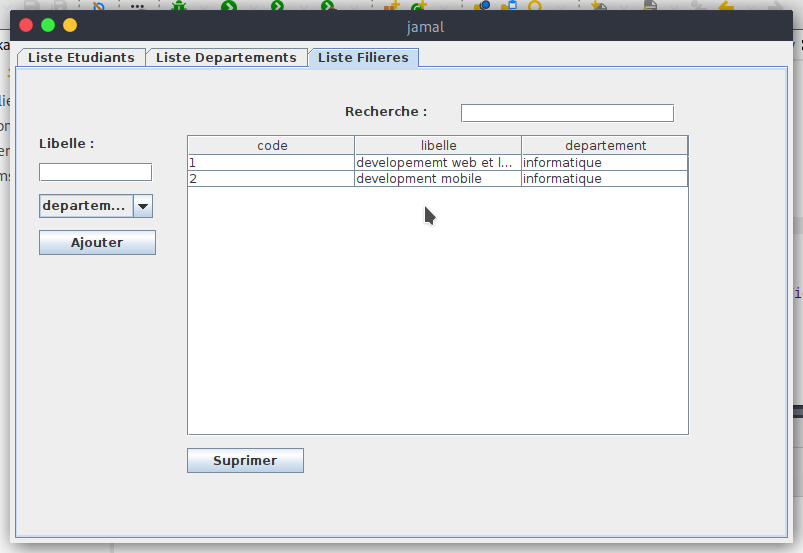 jamal
Liste Etudiants Liste Departements Liste Filieres
Recherche :
Libelle :
code libelle departement
1 developememt web et l... informatique
2 development mobile informatique
departem...
Ajouter
Suprimer